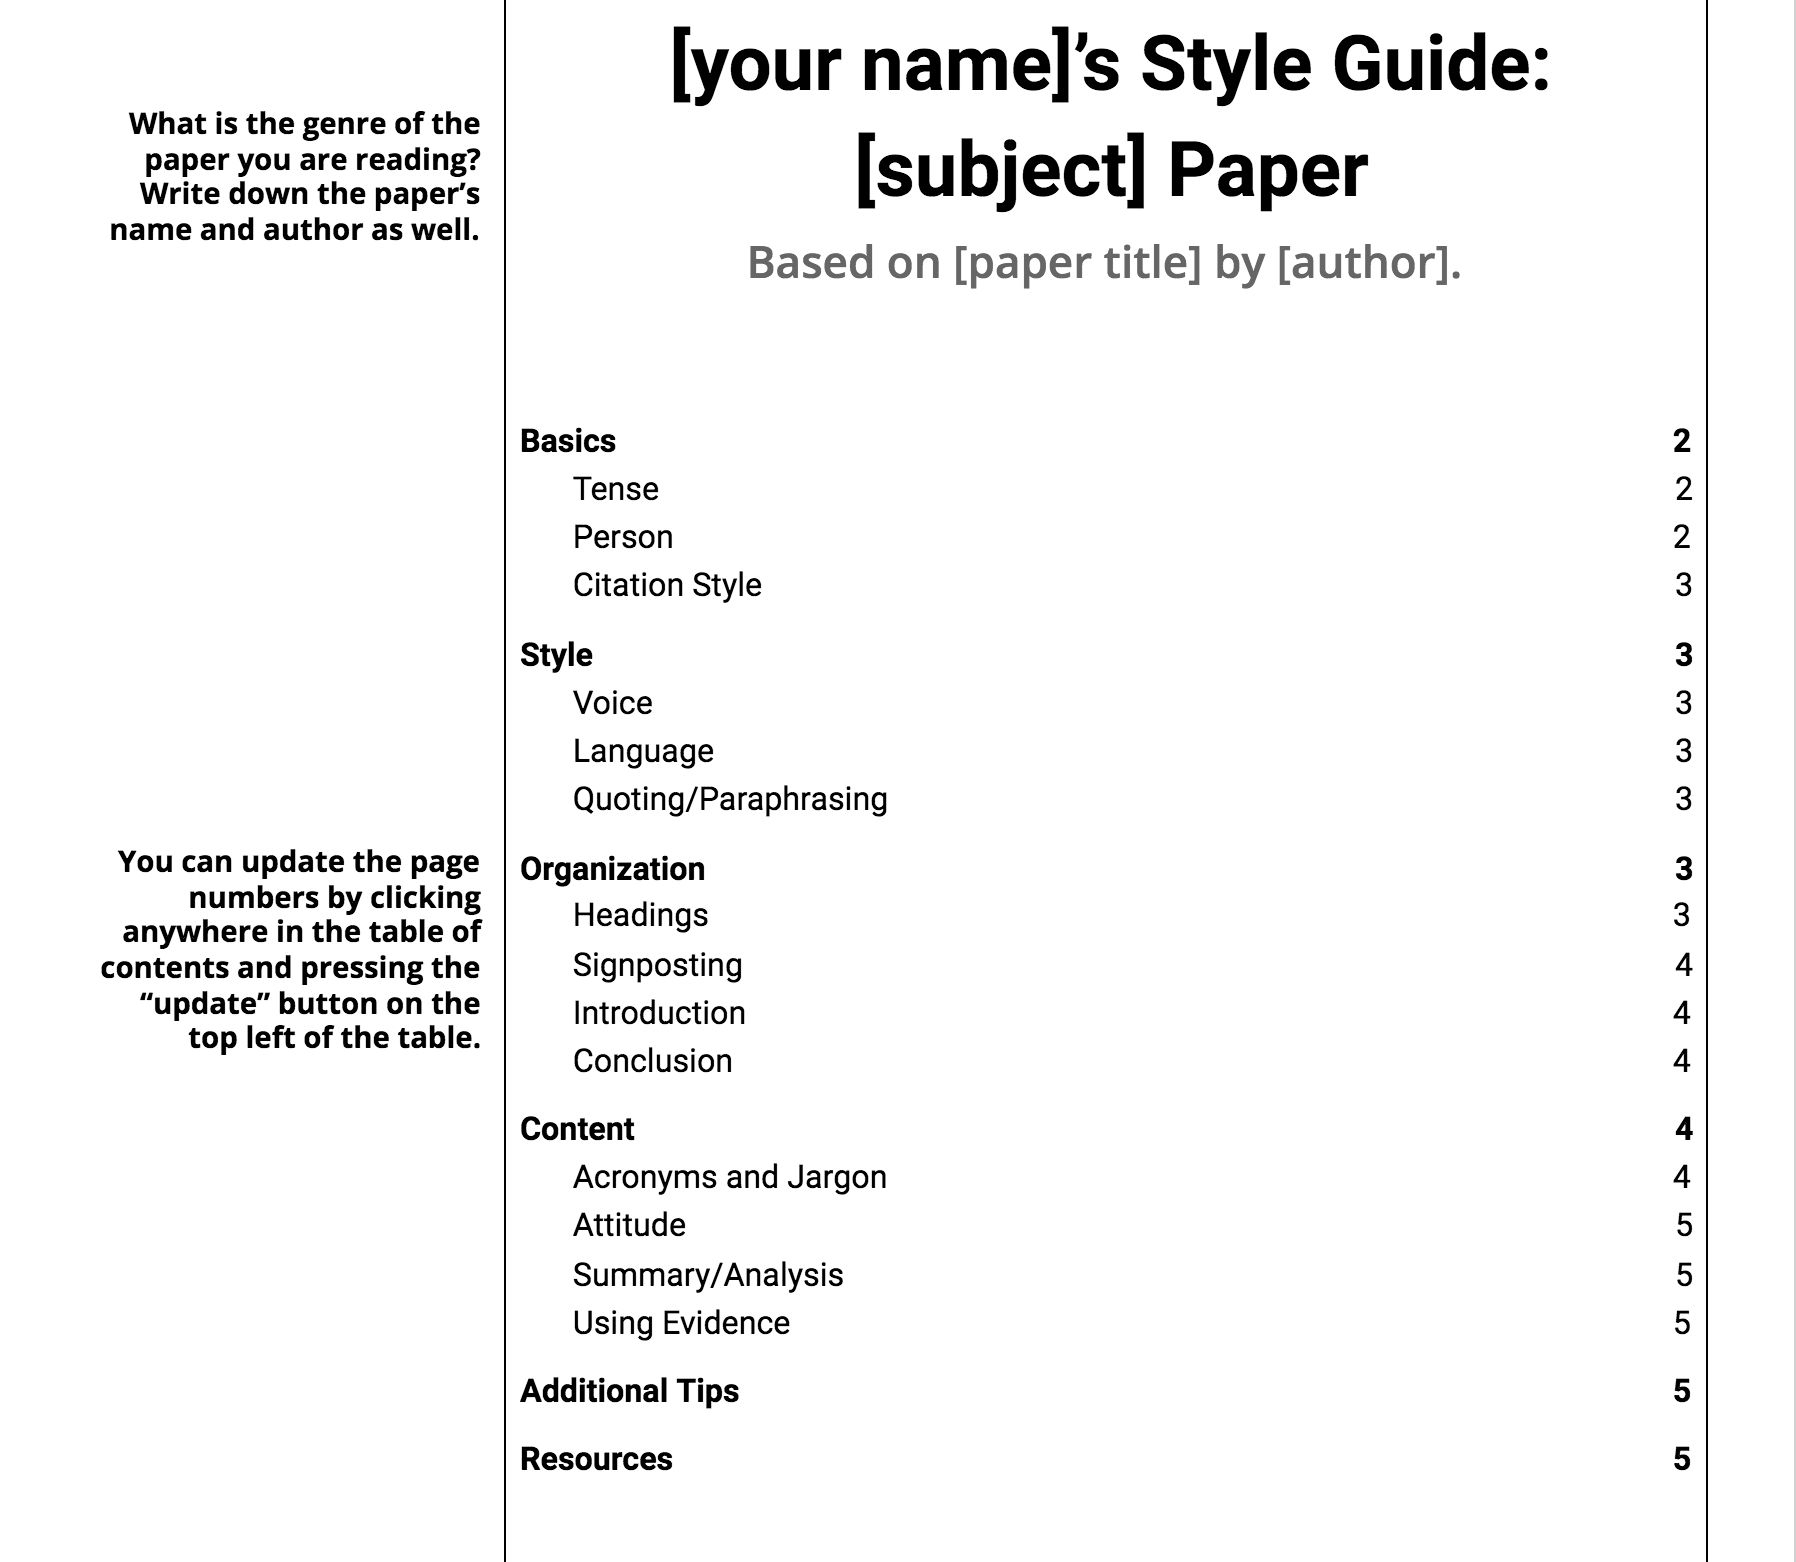 [your name]’s Style Guide:
[subject] Paper
Based on [paper title] by [author].
What is the genre of the
paper you are reading?
Write down the paper’s
name and author as well.
Basics 2
Tense 2
Person 2
Citation Style 3
Style 3
Voice 3
Language 3
Quoting/Paraphrasing 3
You can update the page
numbers by clicking
anywhere in the table of
contents and pressing the
“update” button on the
top left of the table.
Organization 3
Headings 3
Signposting 4
Introduction 4
Conclusion 4
Content 4
Acronyms and Jargon 4
Attitude 5
Summary/Analysis 5
Using Evidence 5
Additional Tips 5
Resources 5